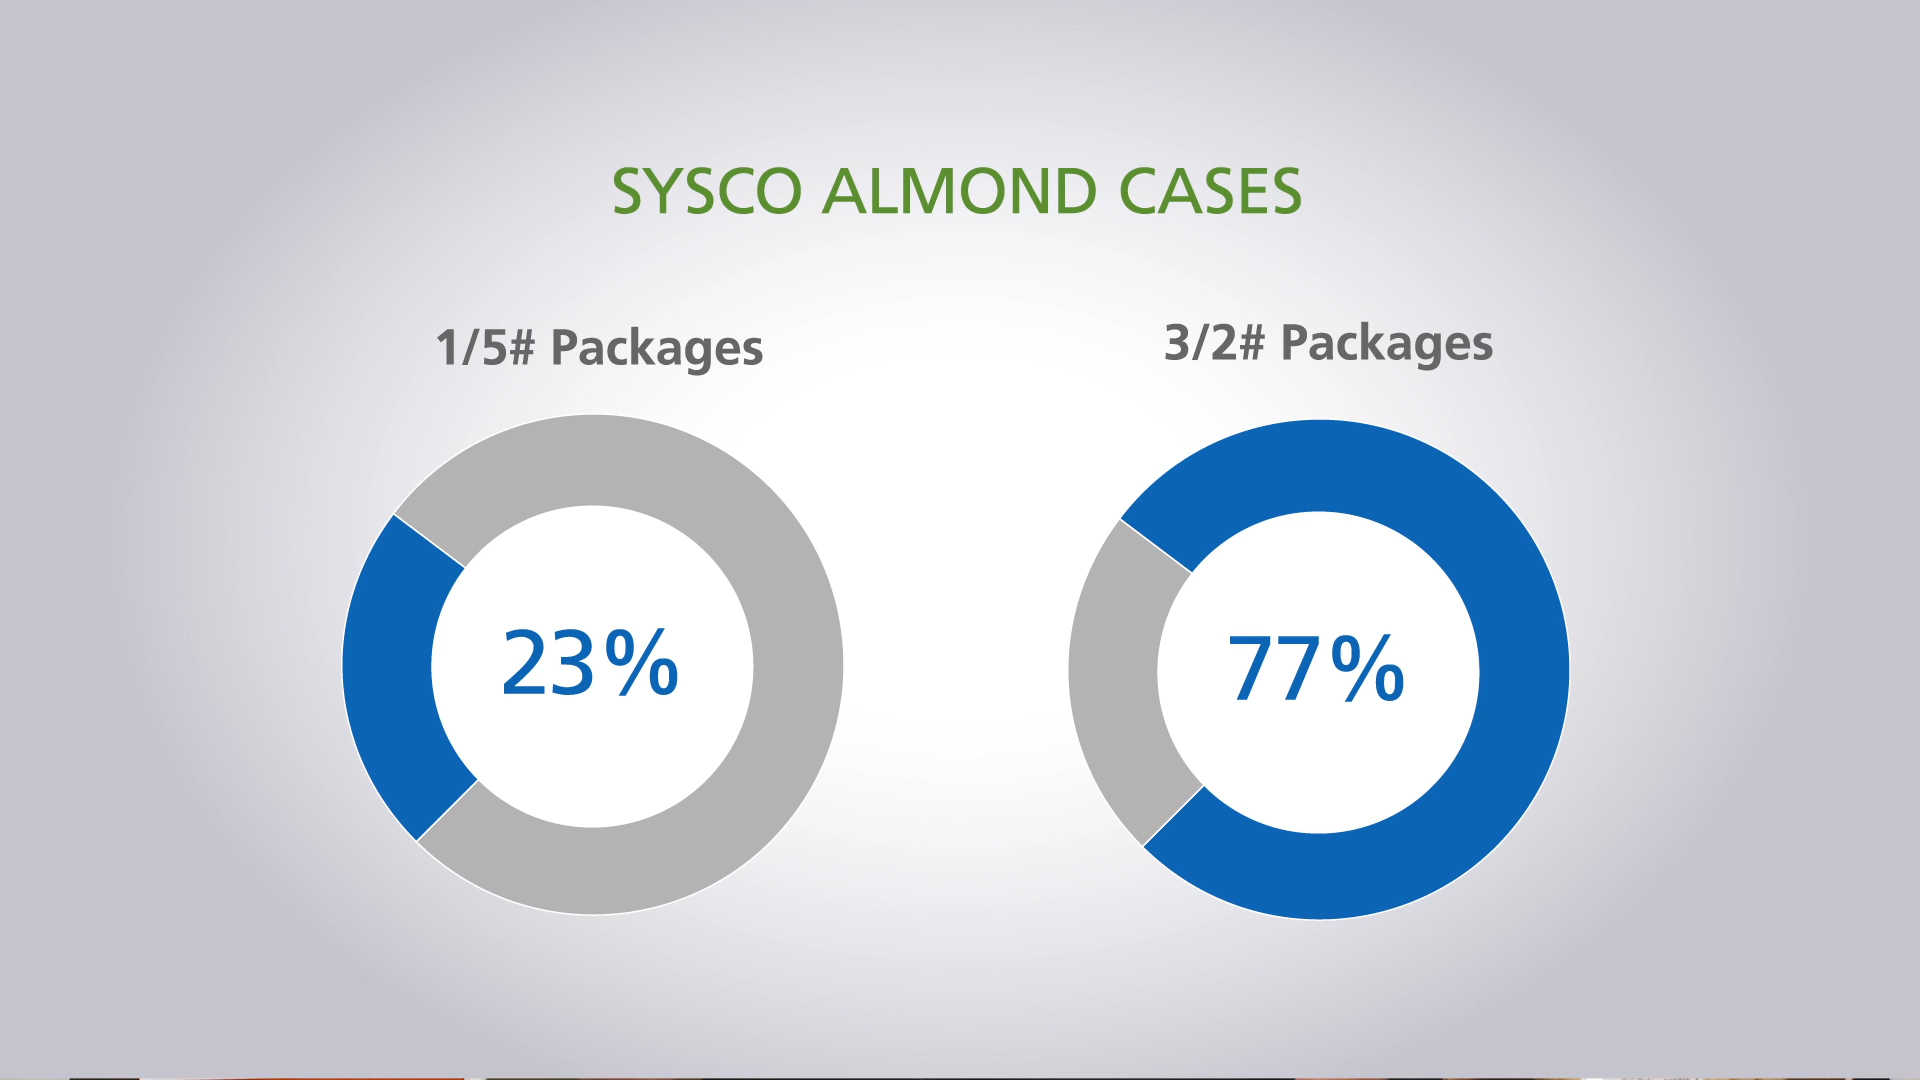 SYSCO ALMOND CASES
1/5# Packages
23%
3/2# Packages
77%